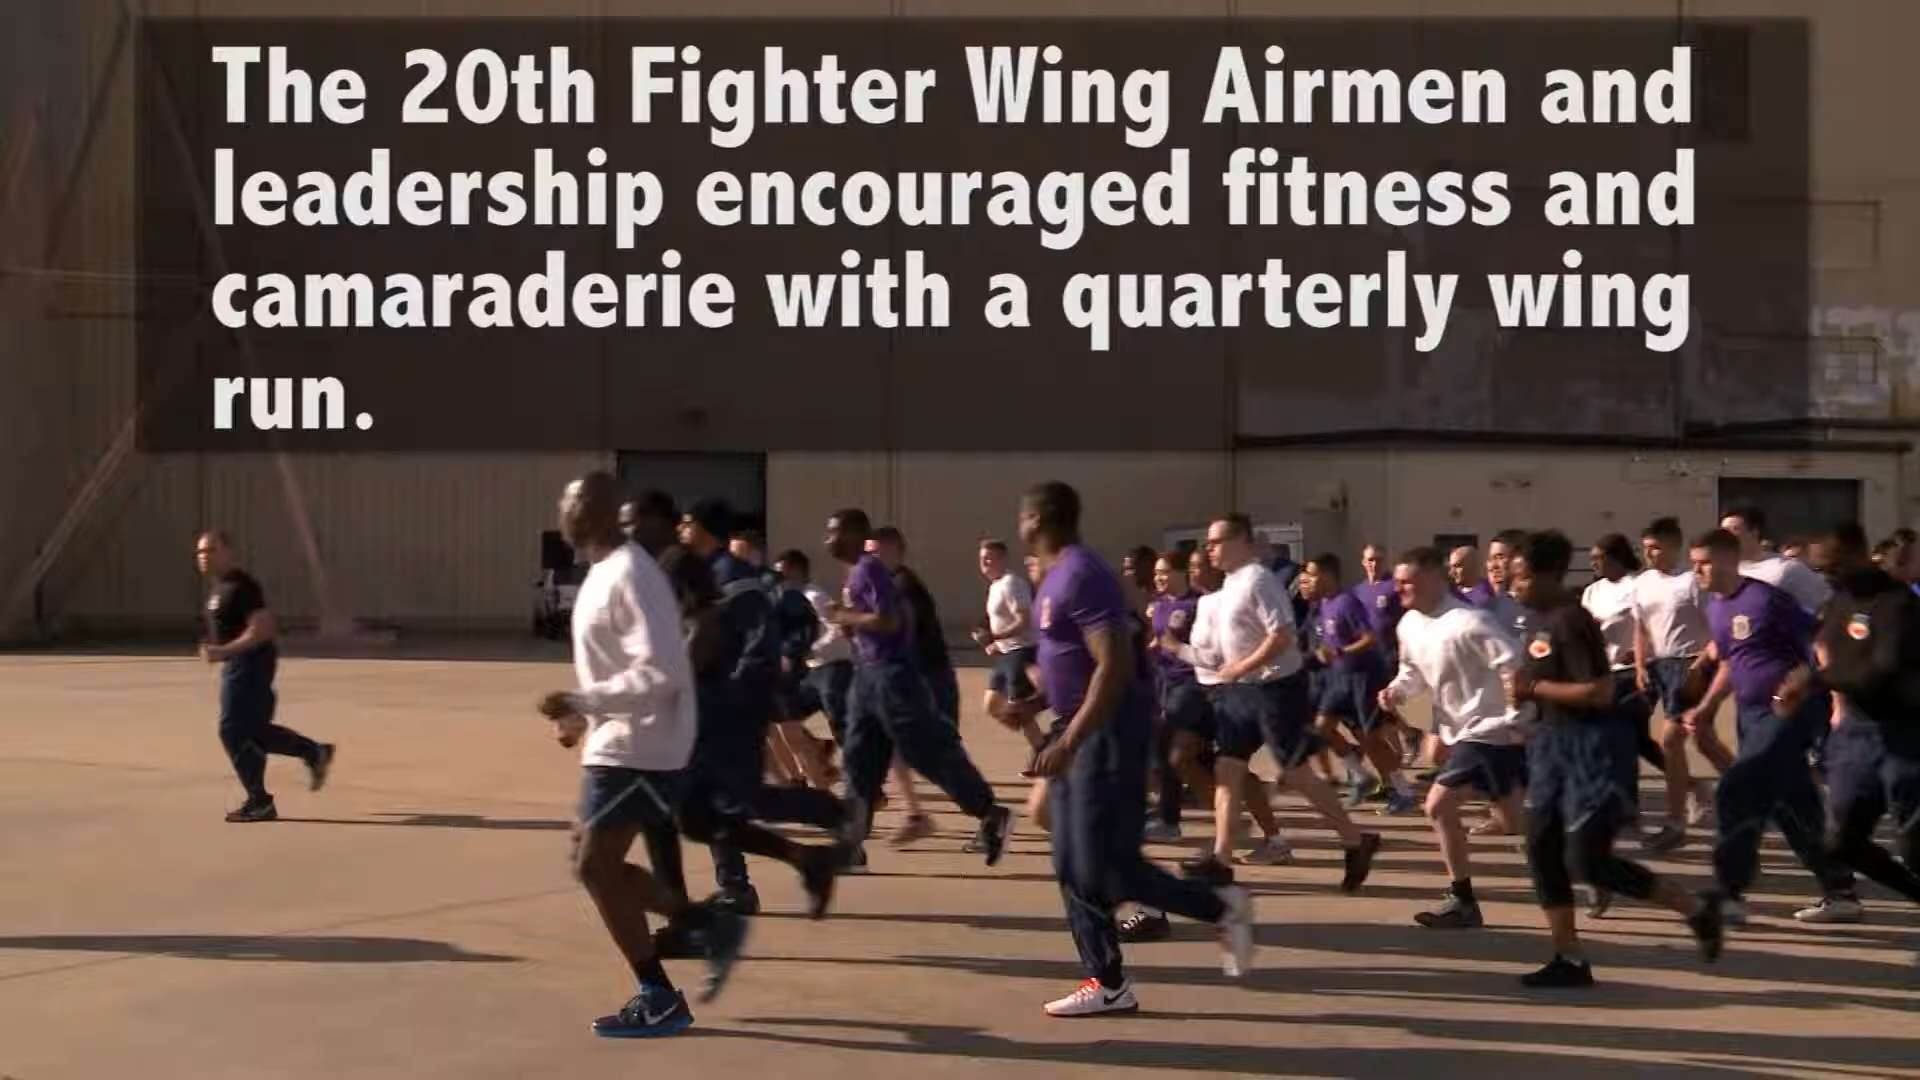 The 20th Fighter Wing Airmen and
leadership encouraged fitness and
camaraderie with a quarterly wing
run.